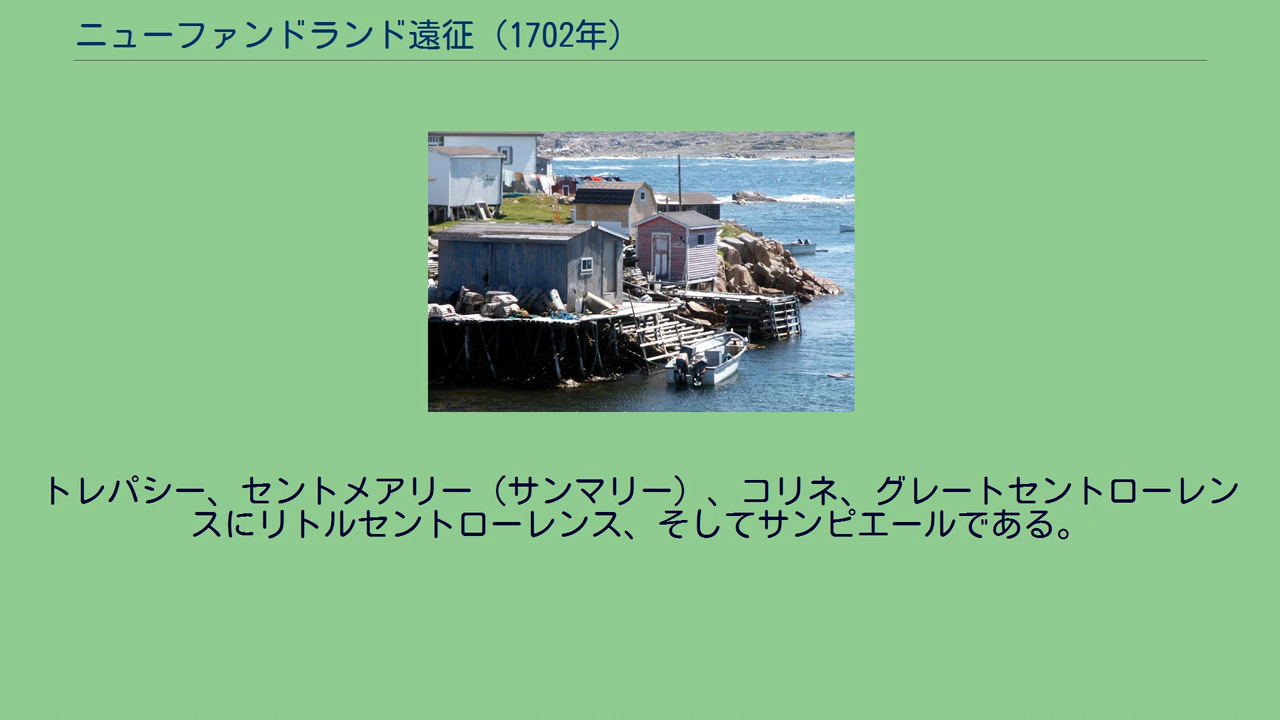 ニューファンドランド遠征（1702年）
トレパシー、セントメアリー（サンマリー）、コリネ、グレートセントローレン
スにリトルセントローレンス、そしてサンピエールである。